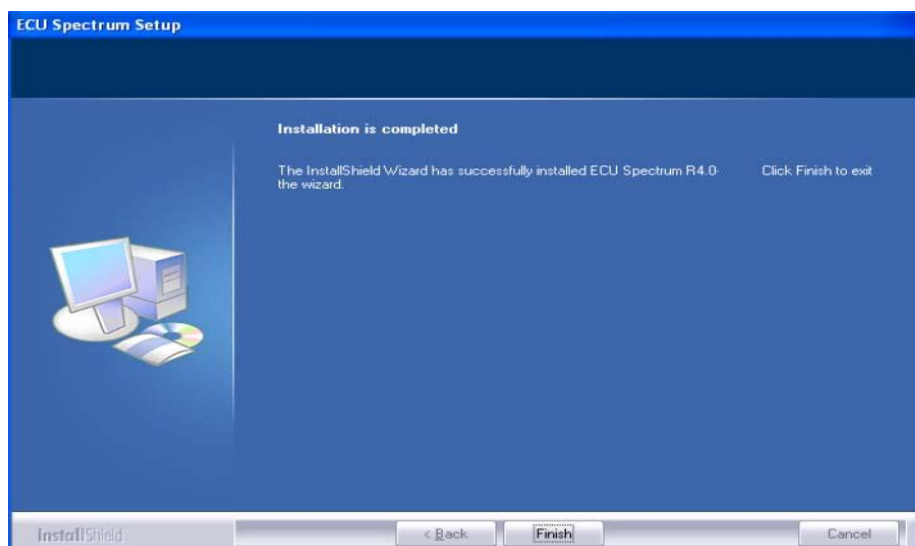 ECU Spectrum Setup
Installation is completed
The InstallShield Wizard has successfully installed ECU Spectrum R4.0- Click Finish to exit
the wizard.
InstallShield
< Back Finish Cancel